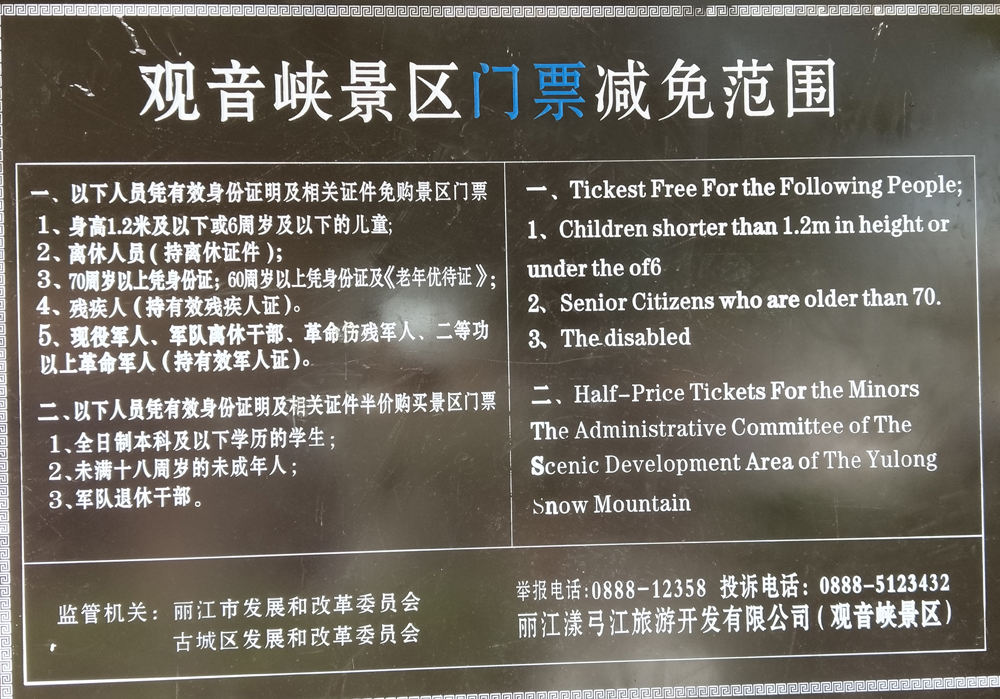 观音峡景区门票减免范围
一、以下人员凭有效身份证明及相关证件免购景区门票
1、身高1.2米及以下或6周岁及以下的儿童;
2、离休人员(持离休证件);
3、70周岁以上凭身份证;60周岁以上凭身份证及《老年优待证》;
4、残疾人(持有效残疾人证)。
5、现役军人、军队离休干部、革命伤残军人、二等功
以上革命军人(持有效军人证)。
二、以下人员凭有效身份证明及相关证件半价购买景区门票
1、全日制本科及以下学历的学生;
2、未满十八周岁的未成年人;
3、军队退休干部。
一、Tickest Free For the Following People;
1、Children shorter than 1.2m in height or
under the of6
2、Senior Citizens who are older than 70.
3、The disabled
二、Half-Price Tickets For the Minors
The Administrative Committee of The
Scenic Development Area of The Yulong
Snow Mountain
监管机关:丽江市发展和改革委员会
古城区发展和改革委员会
举报电话:0888-12358 投诉电话:0888-5123432
丽江漾弓江旅游开发有限公司(观音峡景区)